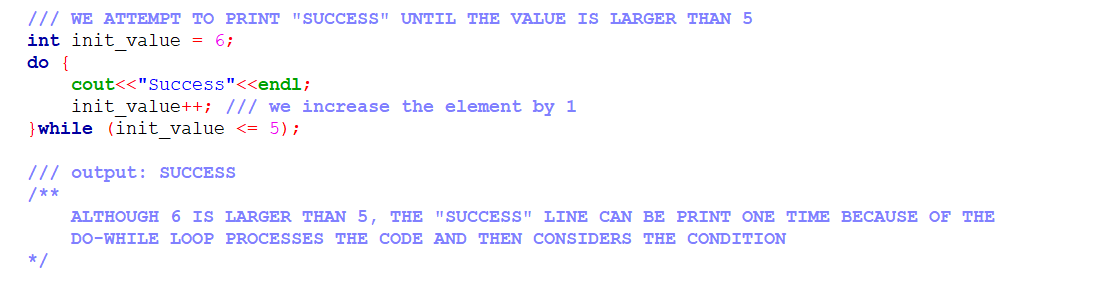 /// WE ATTEMPT TO PRINT "SUCCESS" UNTIL THE VALUE IS LARGER THAN 5
int init_value = 6;
do {
    cout<<"Success"<<endl;
    init_value++; /// we increase the element by 1
}while (init_value <= 5);

/// output: SUCCESS
/**
    ALTHOUGH 6 IS LARGER THAN 5, THE "SUCCESS" LINE CAN BE PRINT ONE TIME BECAUSE OF THE
    DO-WHILE LOOP PROCESSES THE CODE AND THEN CONSIDERS THE CONDITION
*/